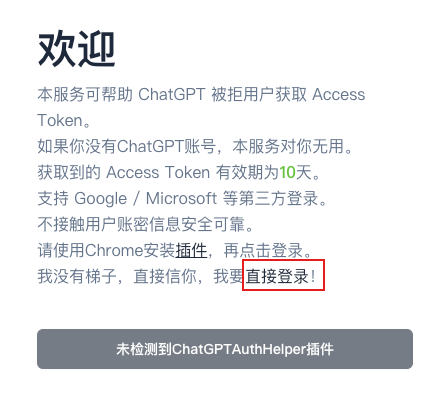 欢迎
本服务可帮助 ChatGPT 被拒用户获取 Access
Token。
如果你没有ChatGPT账号，本服务对你无用。
获取到的 Access Token 有效期为10天。
支持 Google / Microsoft 等第三方登录。
不接触用户账密信息安全可靠。
请使用Chrome安装插件，再点击登录。
我没有梯子，直接信你，我要直接登录！
未检测到ChatGPTAuthHelper插件